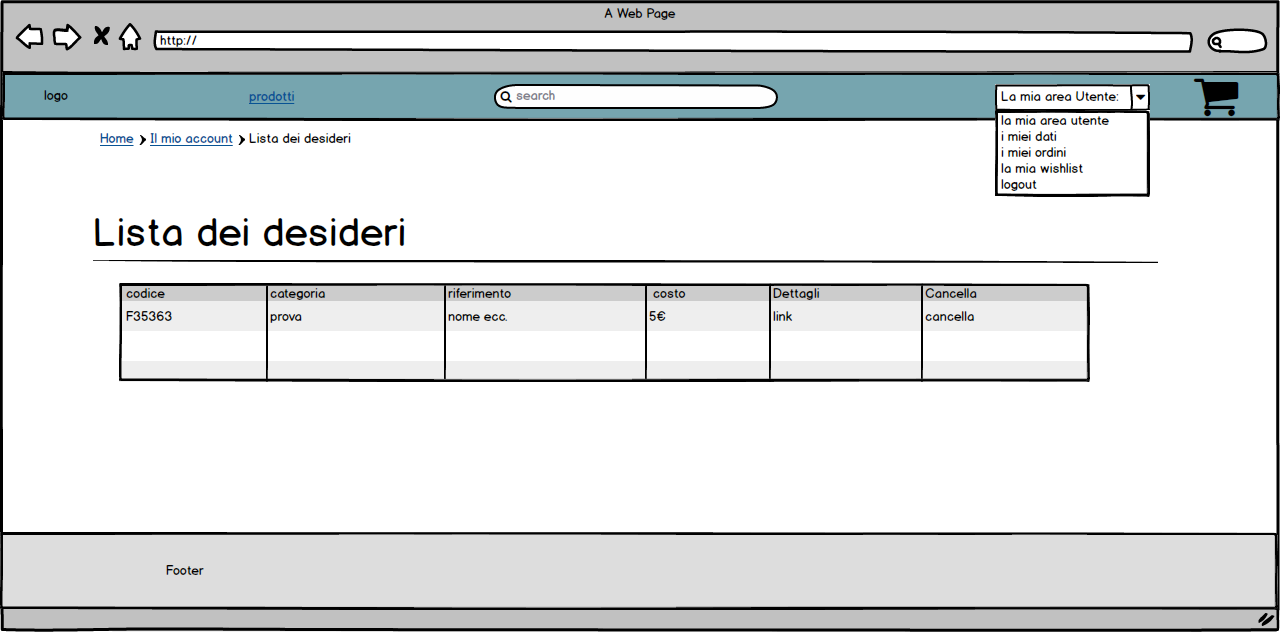 A Web Page
http://
logo
prodotti
search
La mia area Utente:
la mia area utente
i miei dati
i miei ordini
la mia wishlist
logout
Home Il mio account Lista dei desideri
Lista dei desideri
codice categoria riferimento costo Dettagli Cancella
F35363 prova nome ecc. 5€ link cancella
Footer